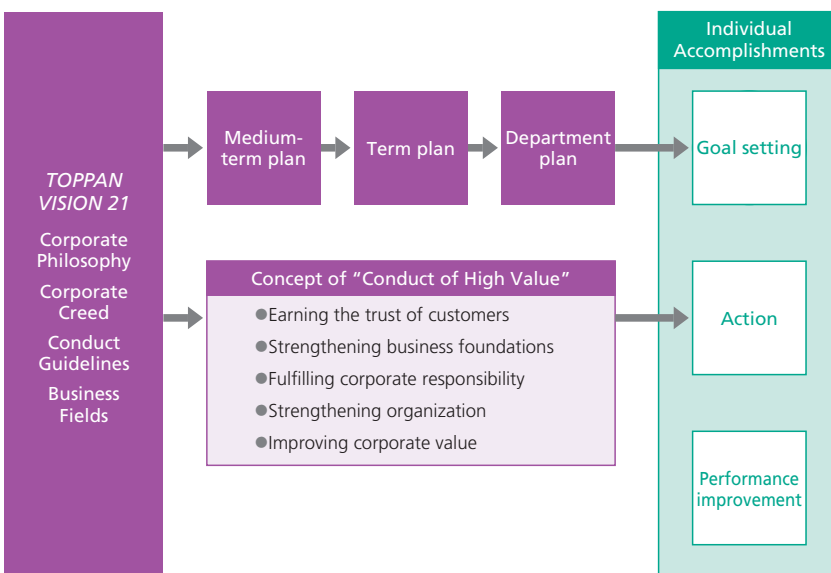 TOPPAN
VISION 21
Corporate
Philosophy
Corporate
Creed
Conduct
Guidelines
Business
Fields
Medium-
term plan
Term plan
Department
plan
Concept of “Conduct of High Value”
●Earning the trust of customers
●Strengthening business foundations
●Fulfilling corporate responsibility
●Strengthening organization
●Improving corporate value
Individual
Accomplishments
Goal setting
Action
Performance
improvement